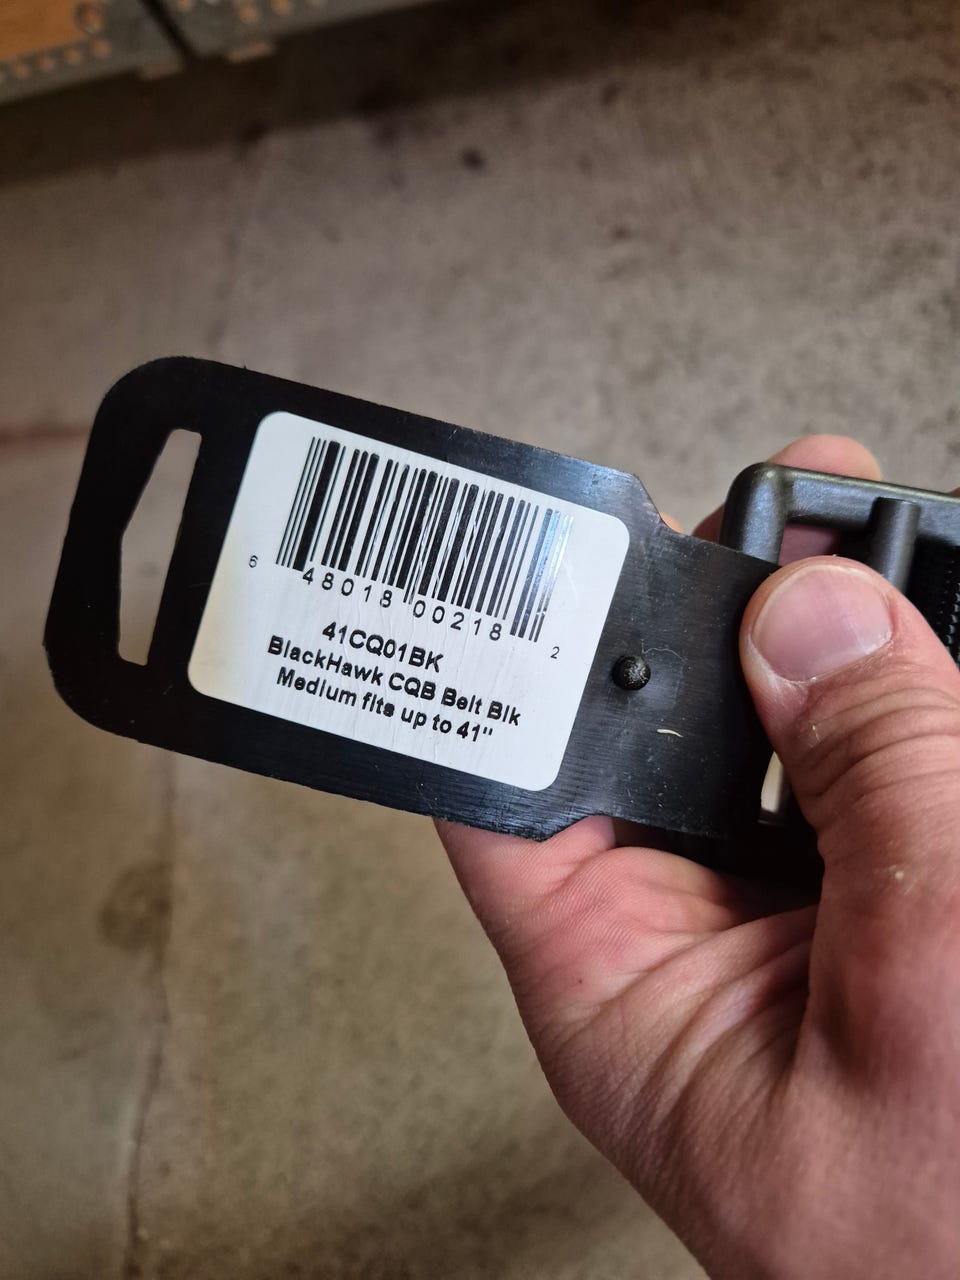 6 48018 00218 2
41CQ01BK
BlackHawk CQB Belt Blk
Medium fits up to 41"